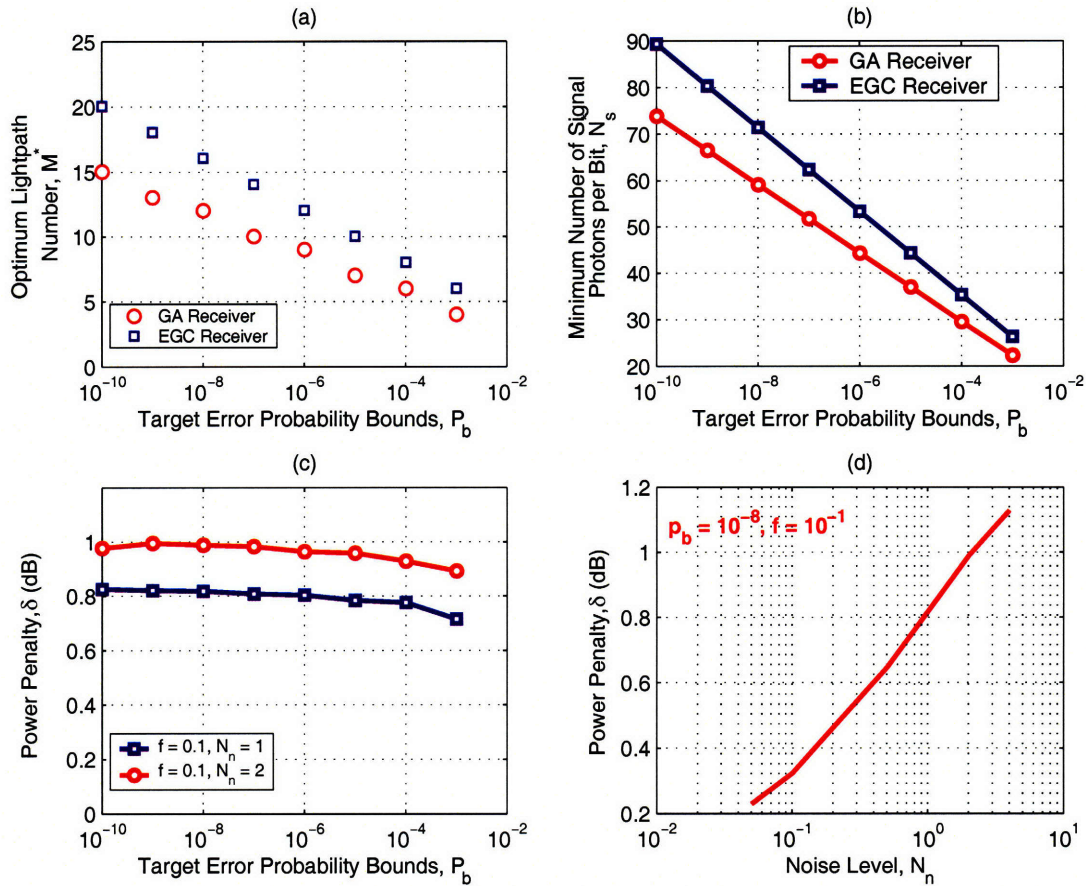 (a)
25
20
15
10
5
0
Optimum Lightpath
Number, M*
GA Receiver
EGC Receiver
10^-10 10^-8 10^-6 10^-4 10^-2
Target Error Probability Bounds, P_b
(b)
90
80
70
60
50
40
30
20
Minimum Number of Signal
Photons per Bit, N_s
GA Receiver
EGC Receiver
10^-10 10^-8 10^-6 10^-4 10^-2
Target Error Probability Bounds, P_b
(c)
1
0.8
0.6
0.4
0.2
0
Power Penalty,δ (dB)
f = 0.1, N_n = 1
f = 0.1, N_n = 2
10^-10 10^-8 10^-6 10^-4 10^-2
Target Error Probability Bounds, P_b
(d)
1.2
1
0.8
0.6
0.4
0.2
Power Penalty,δ (dB)
p_b = 10^-8, f = 10^-1
10^-2 10^-1 10^0 10^1
Noise Level, N_n